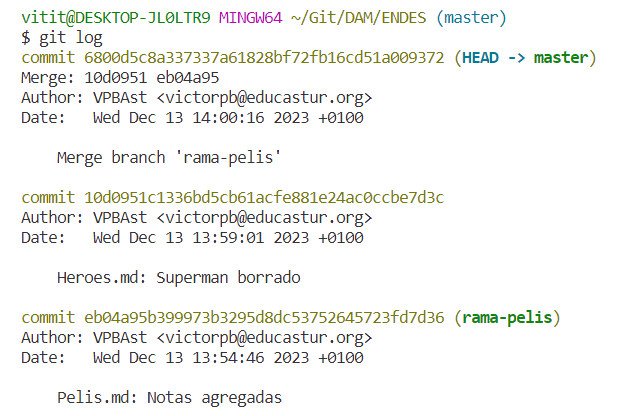 vitit@DESKTOP-JL0LTR9 MINGW64 ~/Git/DAM/ENDES (master)
$ git log
commit 6800d5c8a337337a61828bf72fb16cd51a009372 (HEAD -> master)
Merge: 10d0951 eb04a95
Author: VPBAst <victorpb@educastur.org>
Date:   Wed Dec 13 14:00:16 2023 +0100
    Merge branch 'rama-pelis'
commit 10d0951c1336bd5cb61acfe881e24ac0ccbe7d3c
Author: VPBAst <victorpb@educastur.org>
Date:   Wed Dec 13 13:59:01 2023 +0100
    Heroes.md: Superman borrado
commit eb04a95b399973b3295d8dc53752645723fd7d36 (rama-pelis)
Author: VPBAst <victorpb@educastur.org>
Date:   Wed Dec 13 13:54:46 2023 +0100
    Pelis.md: Notas agregadas